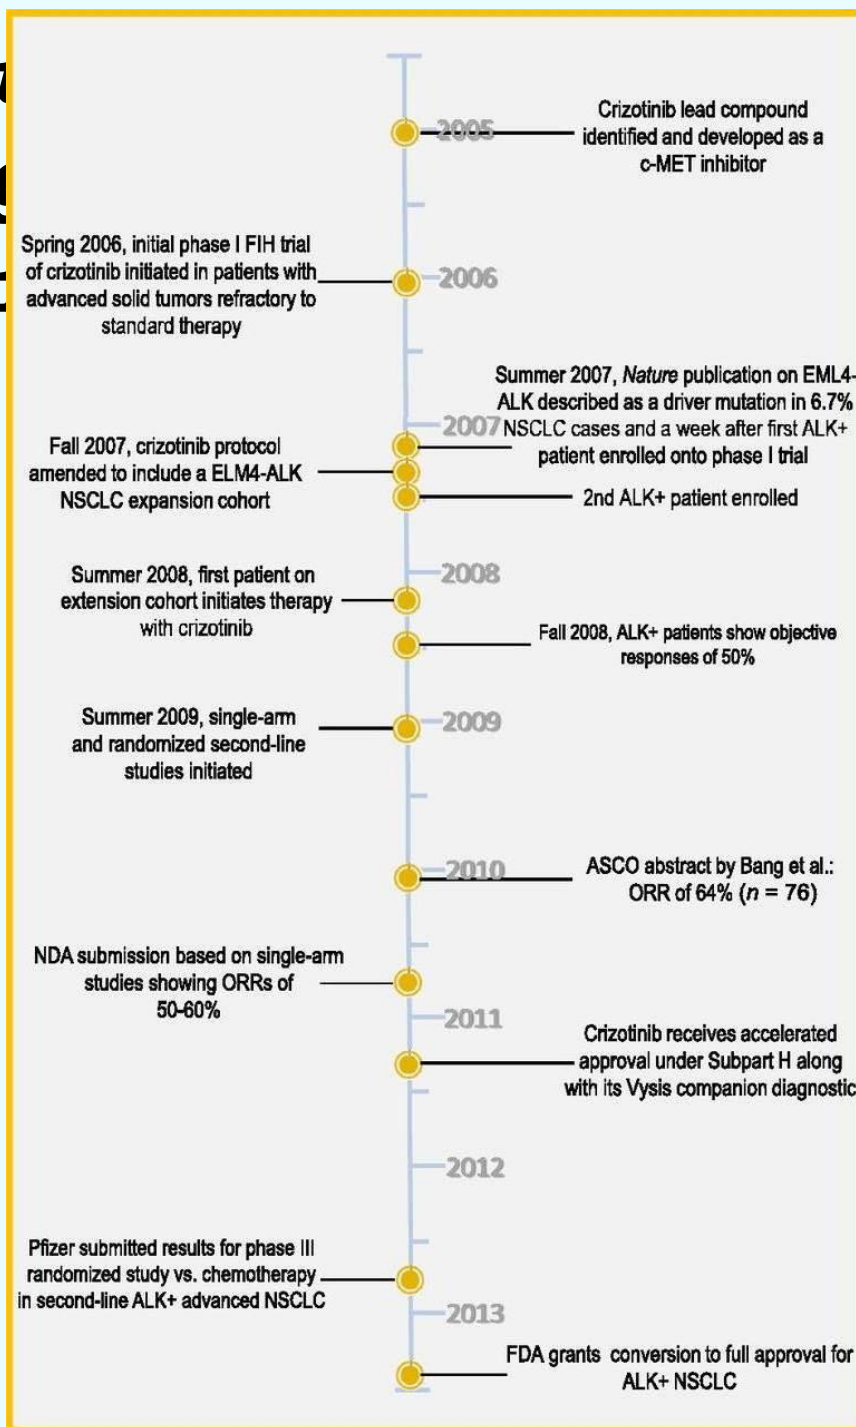 2005
Crizotinib lead compound
identified and developed as a
c-MET inhibitor
Spring 2006, initial phase I FIH trial
of crizotinib initiated in patients with
advanced solid tumors refractory to
standard therapy
2006
Summer 2007, Nature publication on EML4-
ALK described as a driver mutation in 6.7%
NSCLC cases and a week after first ALK+
patient enrolled onto phase I trial
2007
Fall 2007, crizotinib protocol
amended to include a ELM4-ALK
NSCLC expansion cohort
2nd ALK+ patient enrolled
2008
Summer 2008, first patient on
extension cohort initiates therapy
with crizotinib
Fall 2008, ALK+ patients show objective
responses of 50%
Summer 2009, single-arm
and randomized second-line
studies initiated
2009
2010
ASCO abstract by Bang et al.:
ORR of 64% (n = 76)
NDA submission based on single-arm
studies showing ORRs of
50-60%
2011
Crizotinib receives accelerated
approval under Subpart H along
with its Vysis companion diagnostic
2012
Pfizer submitted results for phase III
randomized study vs. chemotherapy
in second-line ALK+ advanced NSCLC
2013
FDA grants conversion to full approval for
ALK+ NSCLC